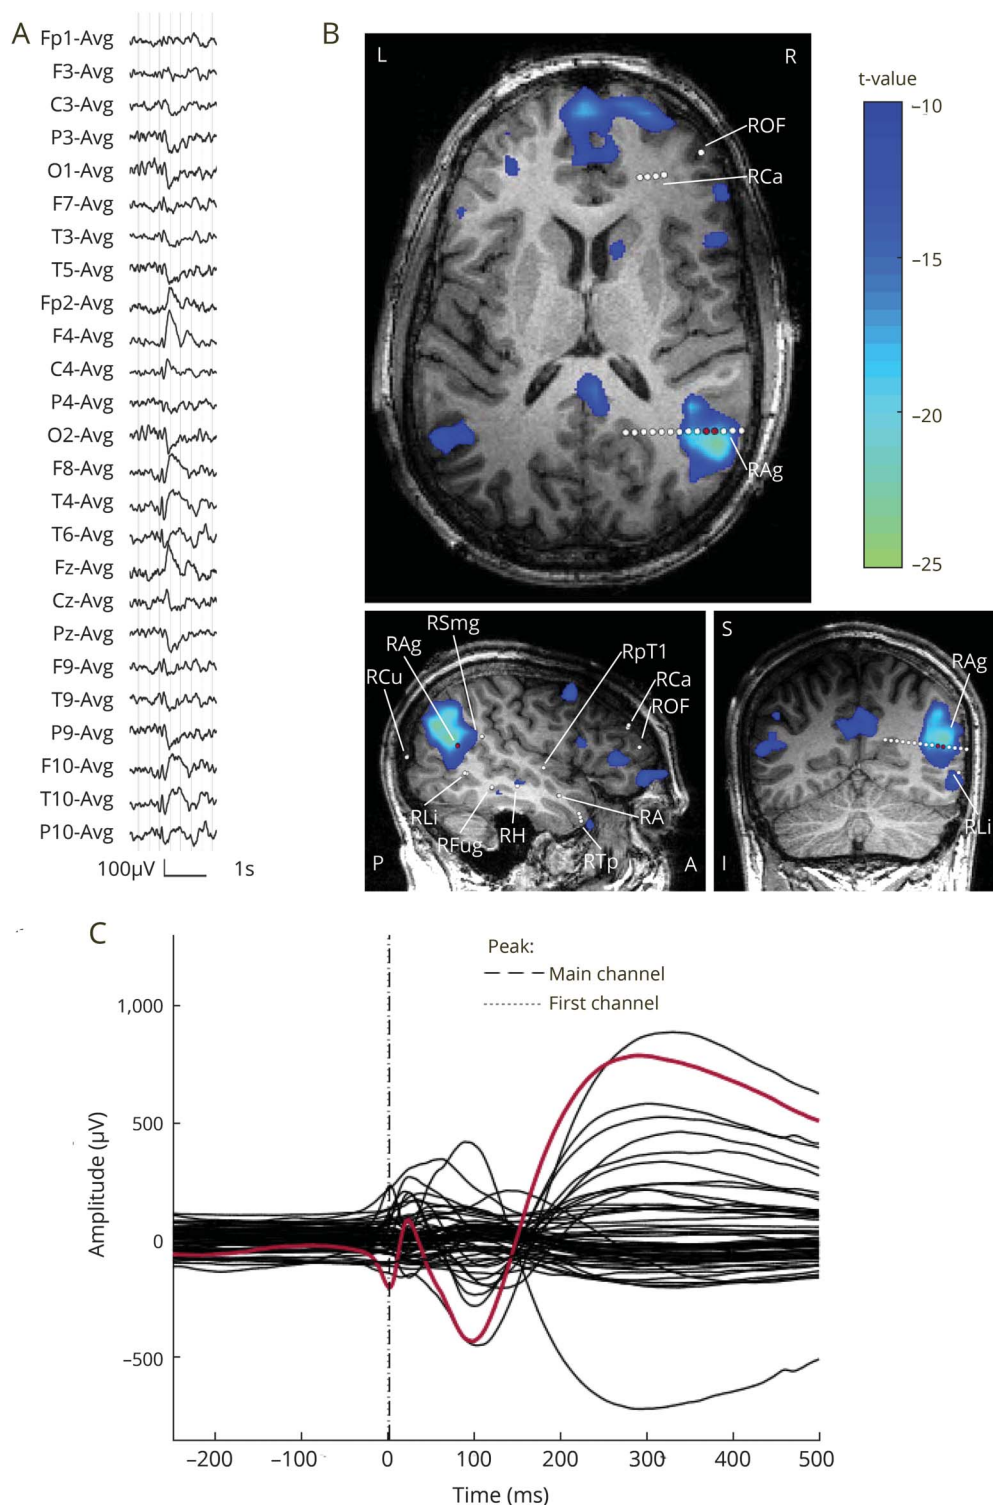 A
Fp1-Avg
F3-Avg
C3-Avg
P3-Avg
O1-Avg
F7-Avg
T3-Avg
T5-Avg
Fp2-Avg
F4-Avg
C4-Avg
P4-Avg
O2-Avg
F8-Avg
T4-Avg
T6-Avg
Fz-Avg
Cz-Avg
Pz-Avg
F9-Avg
T9-Avg
P9-Avg
F10-Avg
T10-Avg
P10-Avg
100µV 1s
B
L R
ROF
RCa
RAg
t-value
−10
−15
−20
−25
RSmg
RAg
RCu
RpT1
RCa
ROF
RLi
RFug
RH
RTp
RA
P A
S
RAg
RLi
I
C
Peak:
Main channel
First channel
1,000
500
0
−500
Amplitude (µV)
−200 −100 0 100 200 300 400 500
Time (ms)